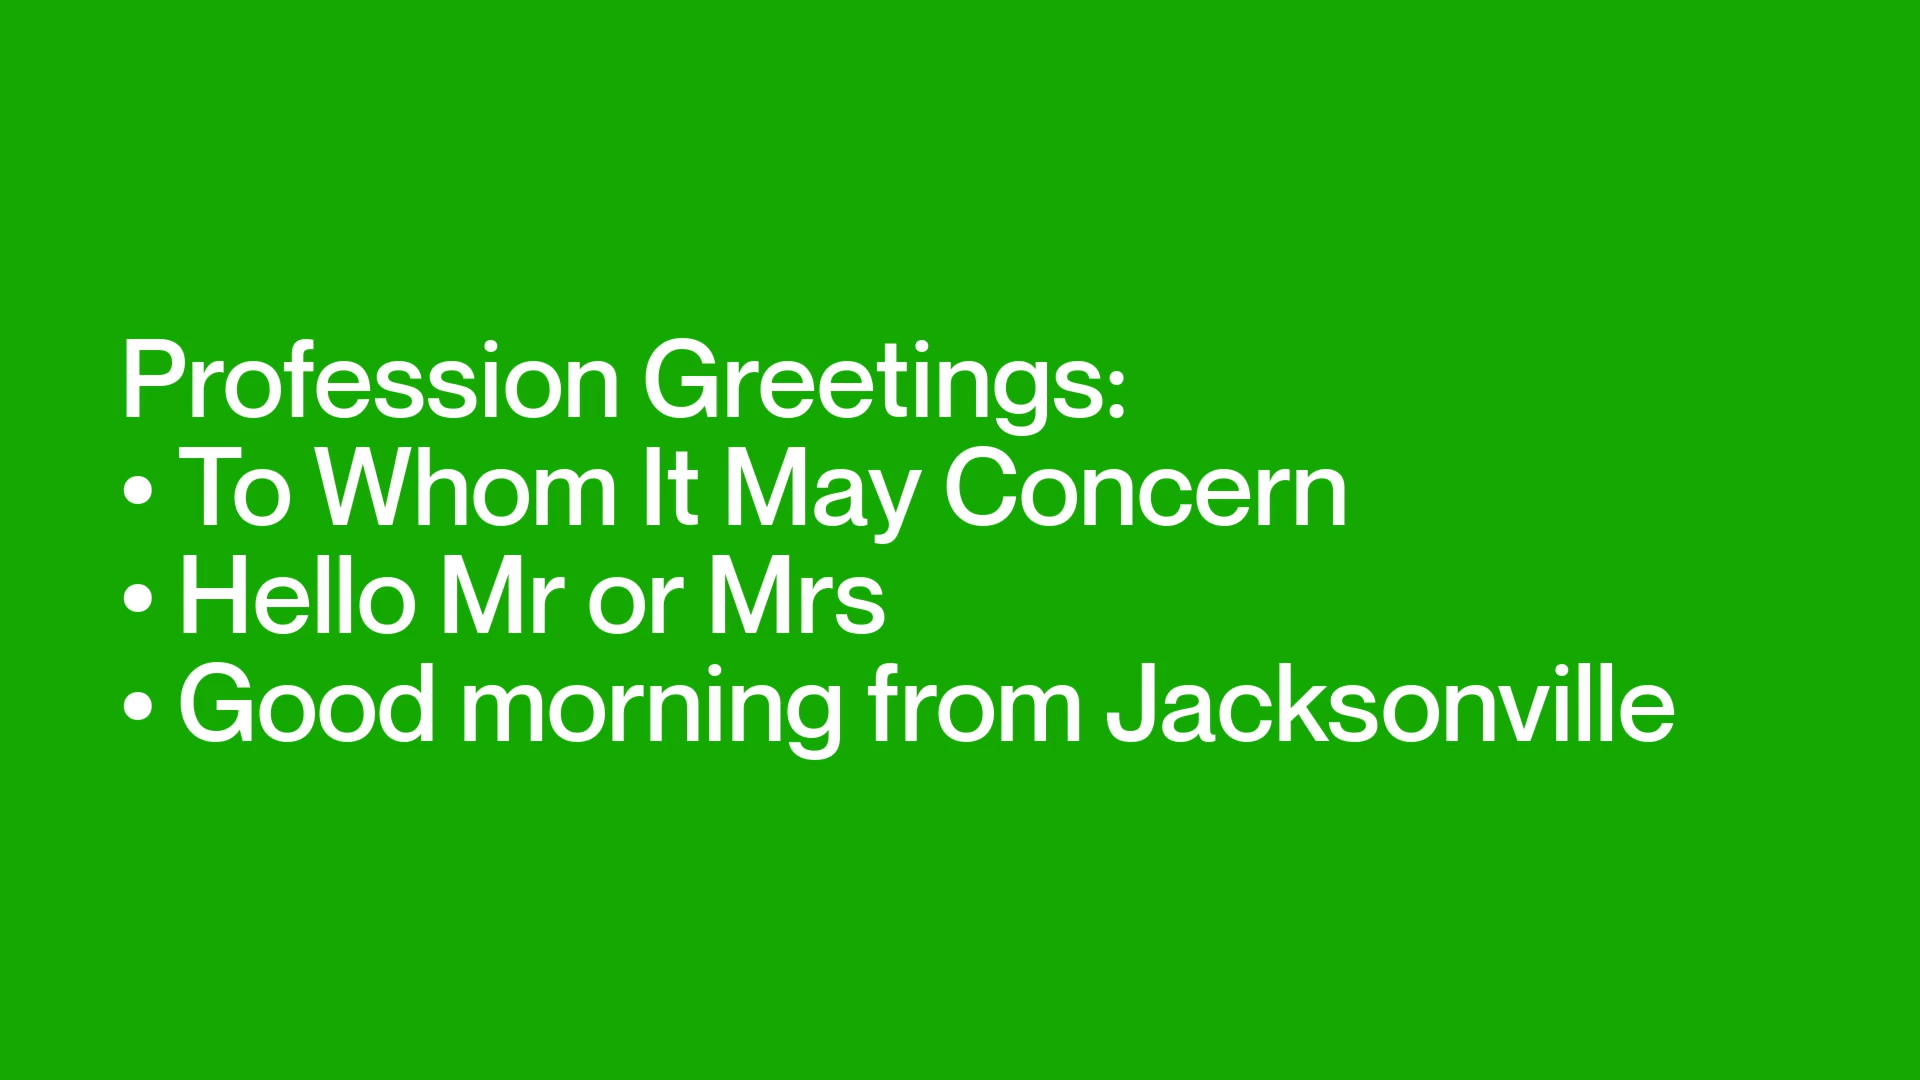 Profession Greetings:
• To Whom It May Concern
• Hello Mr or Mrs
• Good morning from Jacksonville